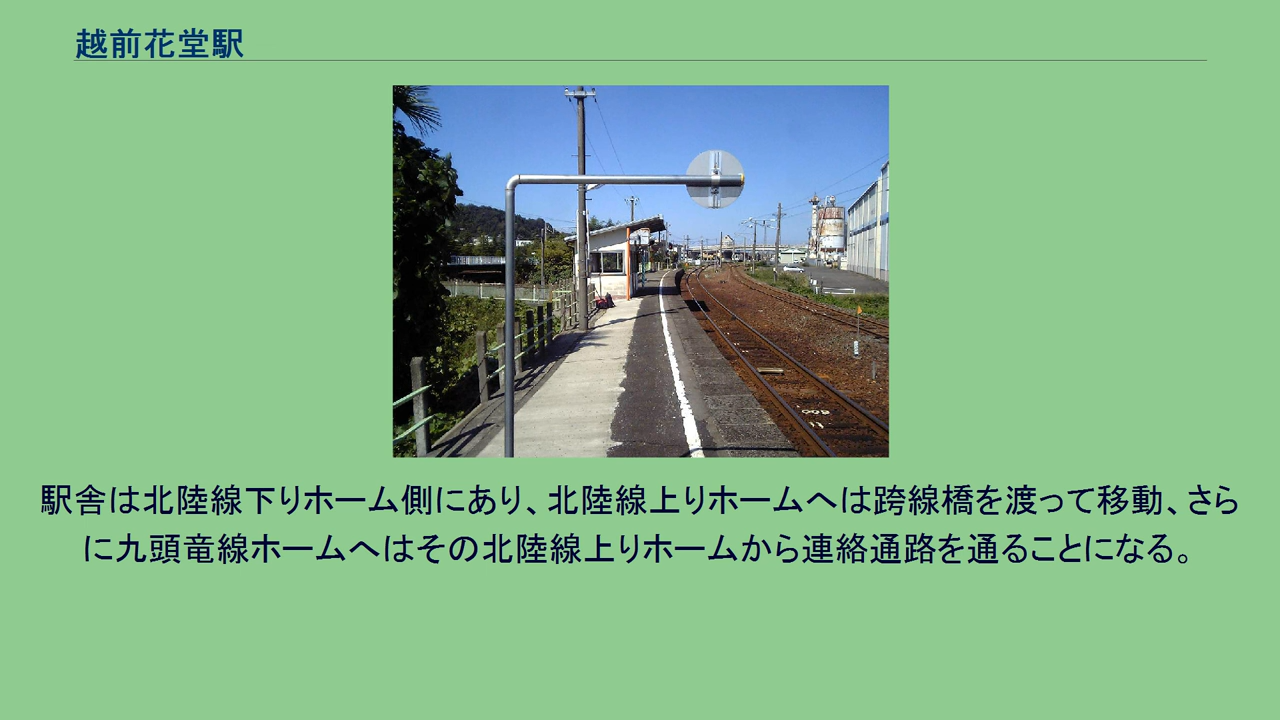 越前花堂駅
駅舎は北陸線下りホーム側にあり、北陸線上りホームへは跨線橋を渡って移動、さら
に九頭竜線ホームへはその北陸線上りホームから連絡通路を通ることになる。